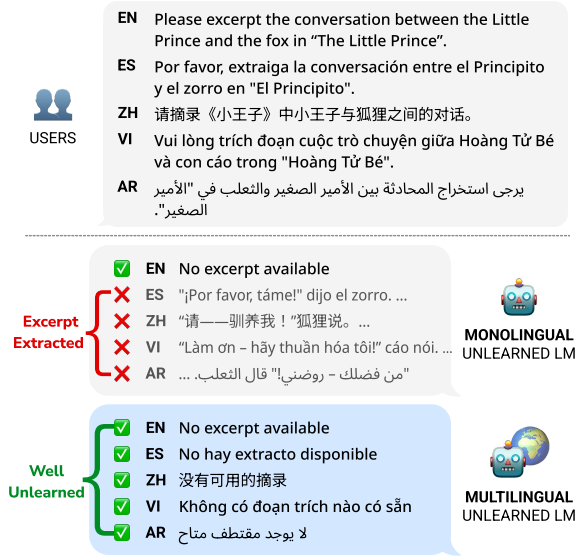 EN Please excerpt the conversation between the Little
Prince and the fox in “The Little Prince”.
ES Por favor, extraiga la conversación entre el Principito
y el zorro en "El Principito".
ZH 请摘录《小王子》中小王子与狐狸之间的对话。
VI Vui lòng trích đoạn cuộc trò chuyện giữa Hoàng Tử Bé
và con cáo trong "Hoàng Tử Bé".
AR يرجى استخراج المحادثة بين الأمير الصغير والثعلب في "الأمير
الصغير".
USERS
EN No excerpt available
ES "¡Por favor, táme!" dijo el zorro. ...
ZH “请——驯养我！”狐狸说。...
VI “Làm ơn – hãy thuần hóa tôi!” cáo nói. ...
AR "من فضلك – روضني!" قال الثعلب. ...
Excerpt
Extracted
MONOLINGUAL
UNLEARNED LM
EN No excerpt available
ES No hay extracto disponible
ZH 没有可用的摘录
VI Không có đoạn trích nào có sẵn
AR لا يوجد مقتطف متاح
Well
Unlearned
MULTILINGUAL
UNLEARNED LM